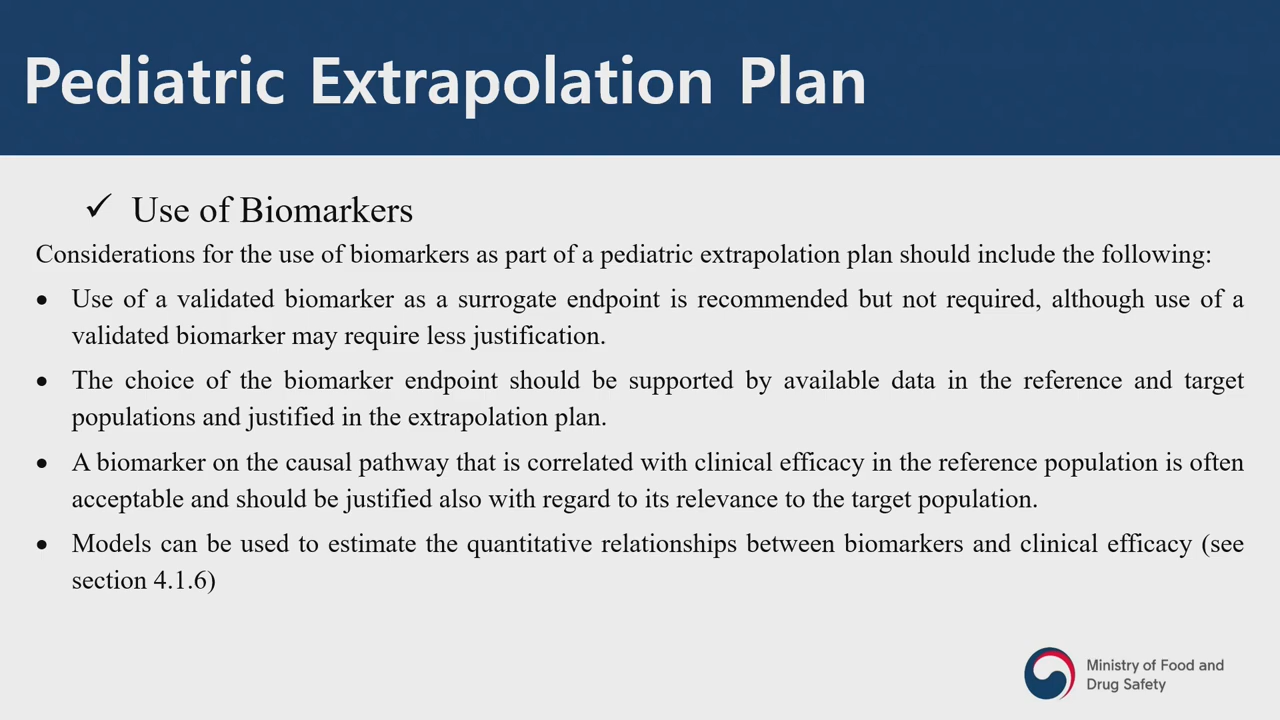 Pediatric Extrapolation Plan
✓ Use of Biomarkers
Considerations for the use of biomarkers as part of a pediatric extrapolation plan should include the following:
• Use of a validated biomarker as a surrogate endpoint is recommended but not required, although use of a
validated biomarker may require less justification.
• The choice of the biomarker endpoint should be supported by available data in the reference and target
populations and justified in the extrapolation plan.
• A biomarker on the causal pathway that is correlated with clinical efficacy in the reference population is often
acceptable and should be justified also with regard to its relevance to the target population.
• Models can be used to estimate the quantitative relationships between biomarkers and clinical efficacy (see
section 4.1.6)
Ministry of Food and
Drug Safety